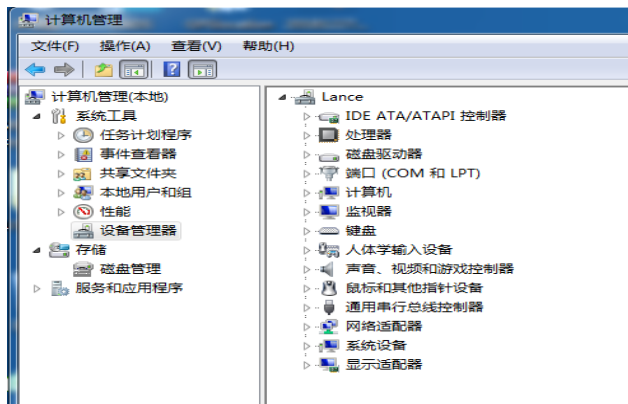 计算机管理
文件(F) 操作(A) 查看(V) 帮助(H)
计算机管理(本地)
系统工具
任务计划程序
事件查看器
共享文件夹
本地用户和组
性能
设备管理器
存储
磁盘管理
服务和应用程序
Lance
IDE ATA/ATAPI 控制器
处理器
磁盘驱动器
端口 (COM 和 LPT)
计算机
监视器
键盘
人体学输入设备
声音、视频和游戏控制器
鼠标和其他指针设备
通用串行总线控制器
网络适配器
系统设备
显示适配器